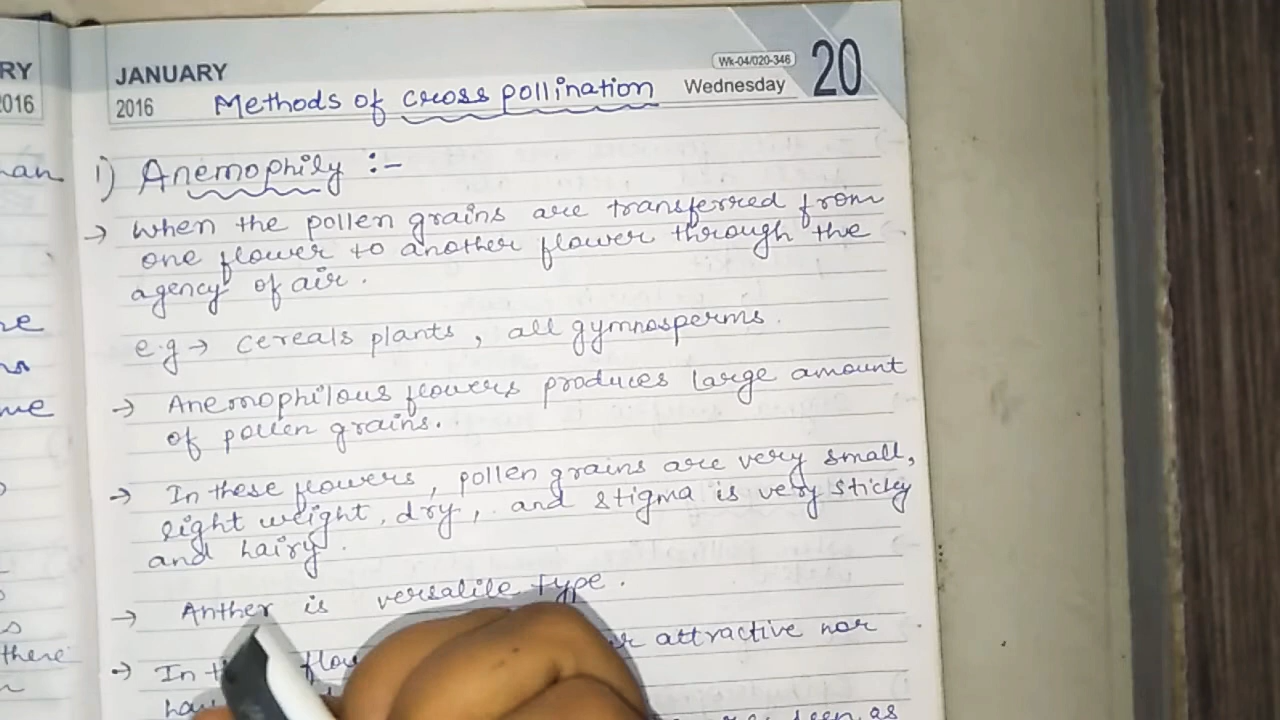 RY
2016
JANUARY
2016
Wk-04/020-346
Wednesday
20
Methods of cross pollination
1) Anemophily :-
→ when the pollen grains are transferred from
one flower to another flower through the
agency of air.
e.g → cereals plants, all gymnosperms.
→ Anemophilous flowers produces large amount
of pollen grains.
→ In these flowers, pollen grains are very small,
light weight, dry, and stigma is very sticky
and hairy.
→ Anther is versatile type.
→ In attractive nor
as
there